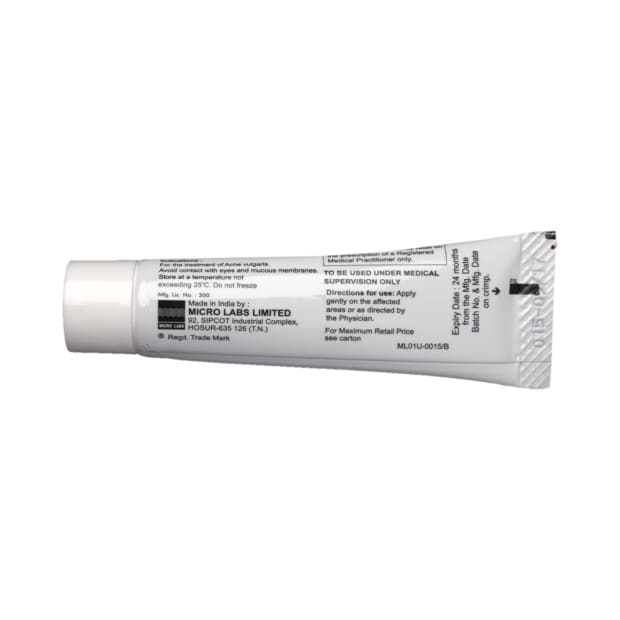 Indications :
For the treatment of Acne vulgaris.
Avoid contact with eyes and mucous membranes.
Store at a temperature not
exceeding 25°C. Do not freeze
Mfg. Lic. No. : 300
Made in India by :
MICRO LABS LIMITED
92, SIPCOT Industrial Complex,
HOSUR-635 126 (T.N.)
MICRO LABS
® Regd. Trade Mark
the prescription of a Registered
Medical Practitioner only.
TO BE USED UNDER MEDICAL
SUPERVISION ONLY
Directions for use: Apply
gently on the affected
areas or as directed by
the Physician.
For Maximum Retail Price
see carton
ML01U-0015/B
Expiry Date : 24 months
from the Mfg. Date
Batch No. & Mfg. Date
on crimp.